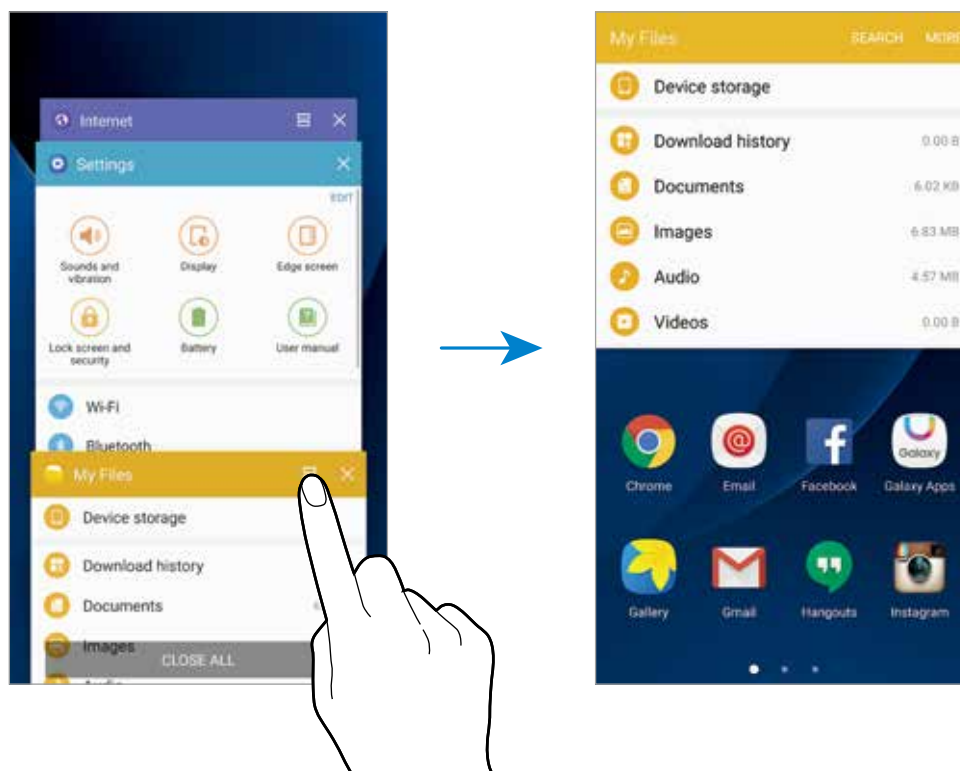 Internet
Settings
EDIT
Sounds and
vibration
Display
Edge screen
Lock screen and
security
Battery
User manual
Wi-Fi
Bluetooth
My Files
Device storage
Download history
Documents
Images
CLOSE ALL
Audio
My Files
SEARCH MORE
Device storage
Download history 0.00 B
Documents 6.02 KB
Images 6.83 MB
Audio 4.57 MB
Videos 0.00 B
Chrome
Email
Facebook
Galaxy
Galaxy Apps
Gallery
Gmail
Hangouts
Instagram